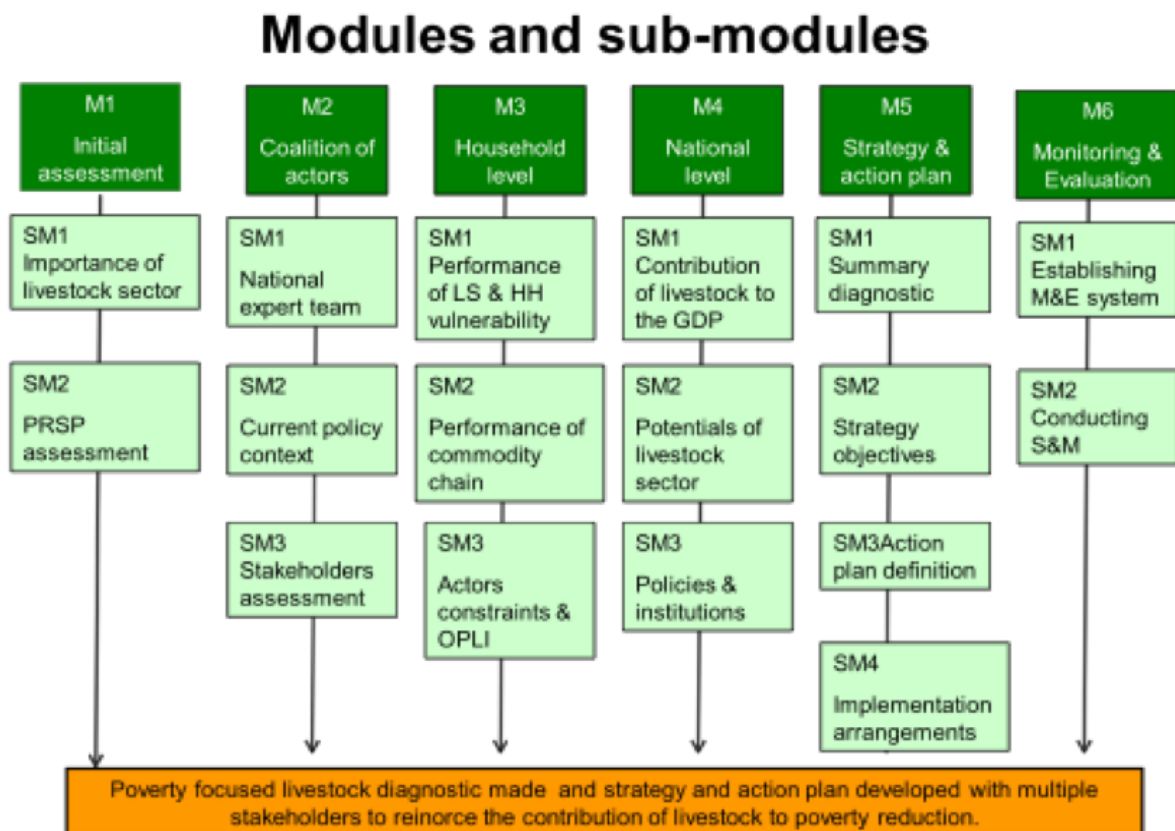 Modules and sub-modules
M1
Initial
assessment
SM1
Importance of
livestock sector
SM2
PRSP
assessment
M2
Coalition of
actors
SM1
National
expert team
SM2
Current policy
context
SM3
Stakeholders
assessment
M3
Household
level
SM1
Performance
of LS & HH
vulnerability
SM2
Performance of
commodity
chain
SM3
Actors
constraints &
OPLI
M4
National
level
SM1
Contribution
of livestock to
the GDP
SM2
Potentials of
livestock
sector
SM3
Policies &
institutions
M5
Strategy &
action plan
SM1
Summary
diagnostic
SM2
Strategy
objectives
SM3Action
plan definition
SM4
Implementation
arrangements
M6
Monitoring &
Evaluation
SM1
Establishing
M&E system
SM2
Conducting
S&M
Poverty focused livestock diagnostic made and strategy and action plan developed with multiple
stakeholders to reinorce the contribution of livestock to poverty reduction.